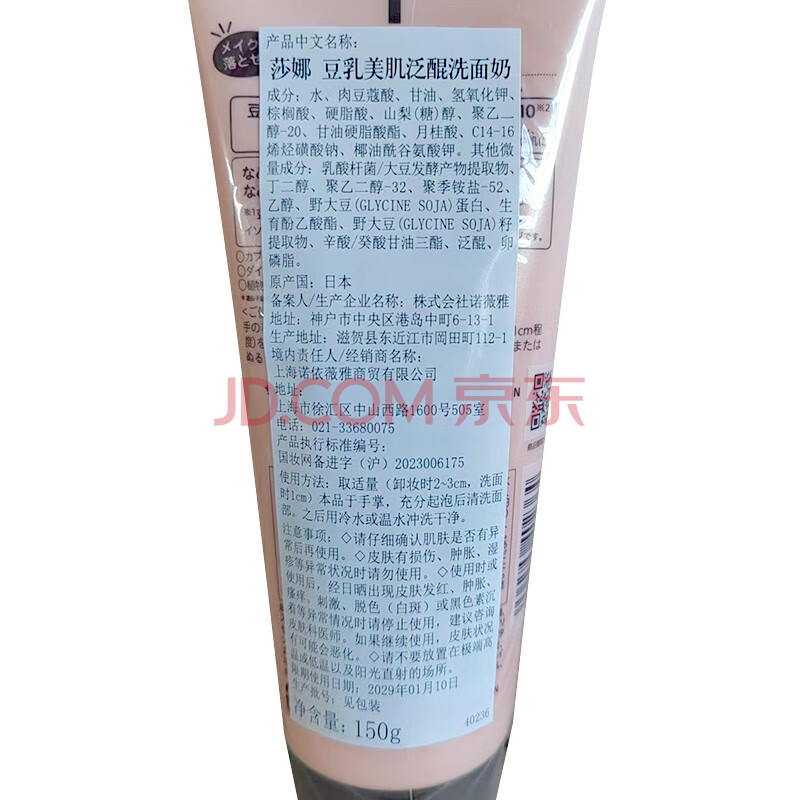 メイク
落とせ
産品中文名称：
莎娜 豆乳美肌泛醌洗面奶
成分：水、肉豆蔻酸、甘油、氢氧化钾、
棕榈酸、硬脂酸、山梨(糖)醇、聚乙二
醇-20、甘油硬脂酸酯、月桂酸、C14-16
烯烃磺酸钠、椰油酰谷氨酸钾。其他微
量成分：乳酸杆菌/大豆发酵产物提取物、
丁二醇、聚乙二醇-32、聚季铵盐-52、
乙醇、野大豆(GLYCINE SOJA)蛋白、生
育酚乙酸酯、野大豆(GLYCINE SOJA)籽
提取物、辛酸/癸酸甘油三酯、泛醌、卵
磷脂。
原产国：日本
备案人/生产企业名称：株式会社诺薇雅
地址：神户市中央区港岛中町6-13-1
生产地址：滋贺县东近江市岡田町112-1
境内责任人/经销商名称：
上海诺依薇雅商贸有限公司
地址：
上海市徐汇区中山西路1600号505室
电话：021-33680075
产品执行标准编号：
国妆网备进字（沪）2023006175
使用方法：取适量（卸妆时2~3cm，洗面
时1cm）本品于手掌，充分起泡后清洗面
部。之后用冷水或温水冲洗干净。
注意事项：◇请仔细确认肌肤是否有异
常后再使用。◇皮肤有损伤、肿胀、湿
疹等异常状况时请勿使用。◇使用时或
使用后，经日晒出现皮肤发红、肿胀、
瘙痒、刺激、脱色（白斑）或黑色素沉
着等异常情况时请停止使用，建议咨询
皮肤科医师。如果继续使用，皮肤状况
有可能会恶化。◇请不要放置在极端高
温或低温以及阳光直射的场所。
限期使用日期：2029年01月10日
生产批号：见包装
净含量：150g
40236
JD.COM 京东
豆
10※2
1cm程
または